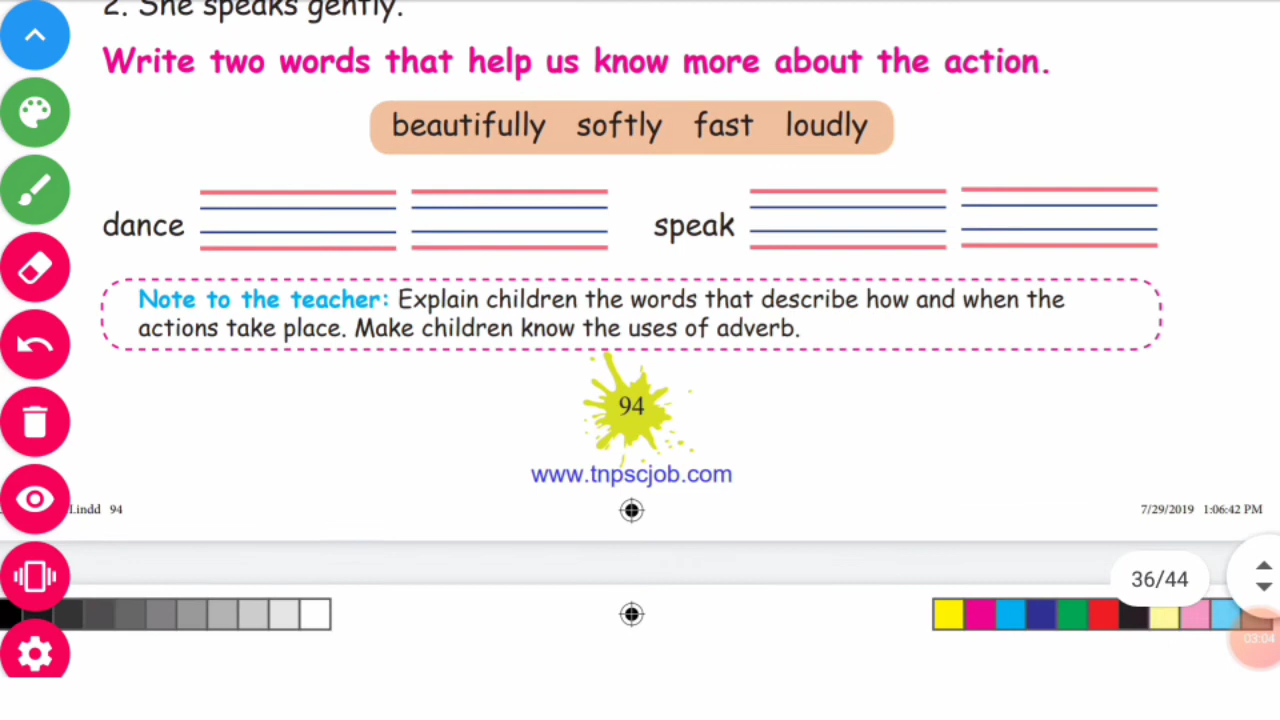 2. She speaks gently.
Write two words that help us know more about the action.
beautifully softly fast loudly
dance speak
Note to the teacher: Explain children the words that describe how and when the
actions take place. Make children know the uses of adverb.
94
www.tnpscjob.com
.indd 94 7/29/2019 1:06:42 PM
36/44
03:04